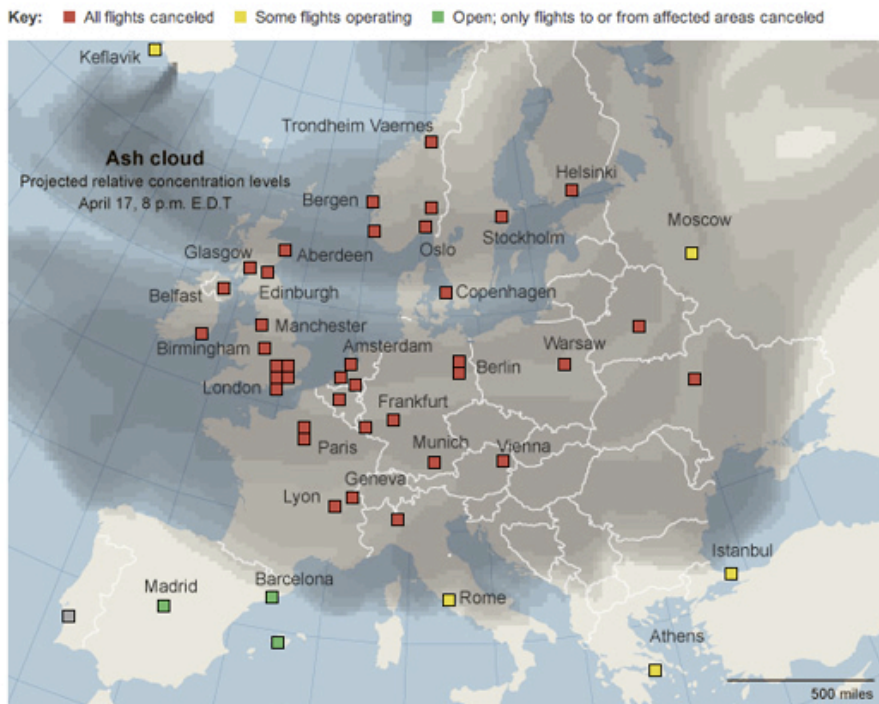 Key: All flights canceled Some flights operating Open; only flights to or from affected areas canceled
Keflavik
Trondheim Vaernes
Ash cloud
Projected relative concentration levels
April 17, 8 p.m. E.D.T
Helsinki
Bergen
Moscow
Oslo
Stockholm
Glasgow
Aberdeen
Belfast
Edinburgh
Copenhagen
Manchester
Birmingham
Amsterdam
Warsaw
London
Berlin
Frankfurt
Paris
Munich
Vienna
Geneva
Lyon
Istanbul
Madrid
Barcelona
Rome
Athens
500 miles